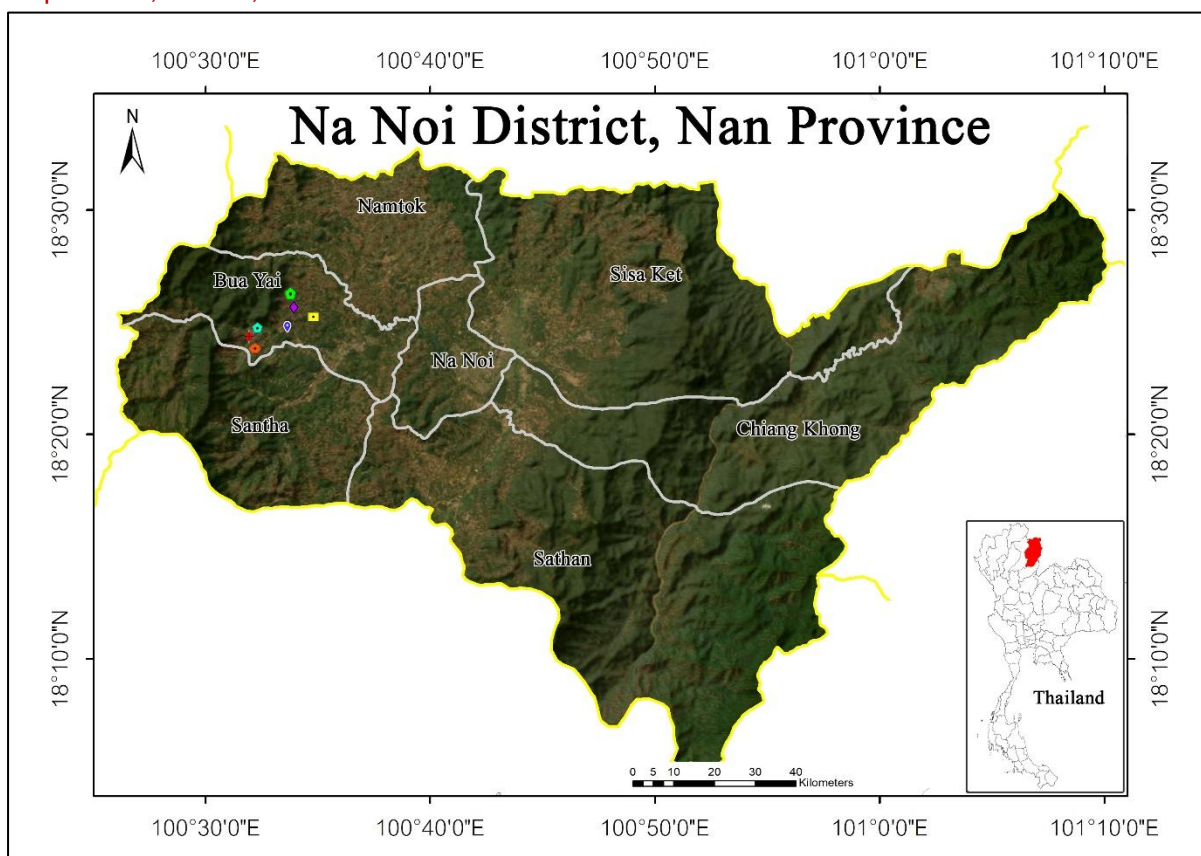 100°30'0"E 100°40'0"E 100°50'0"E 101°0'0"E 101°10'0"E
N
Na Noi District, Nan Province
18°30'0"N
18°30'0"N
Namtok
Bua Yai
Sisa Ket
Na Noi
Santha
Chiang Khong
18°20'0"N
18°20'0"N
Sathan
18°10'0"N
18°10'0"N
Thailand
0 5 10 20 30 40
Kilometers
100°30'0"E 100°40'0"E 100°50'0"E 101°0'0"E 101°10'0"E